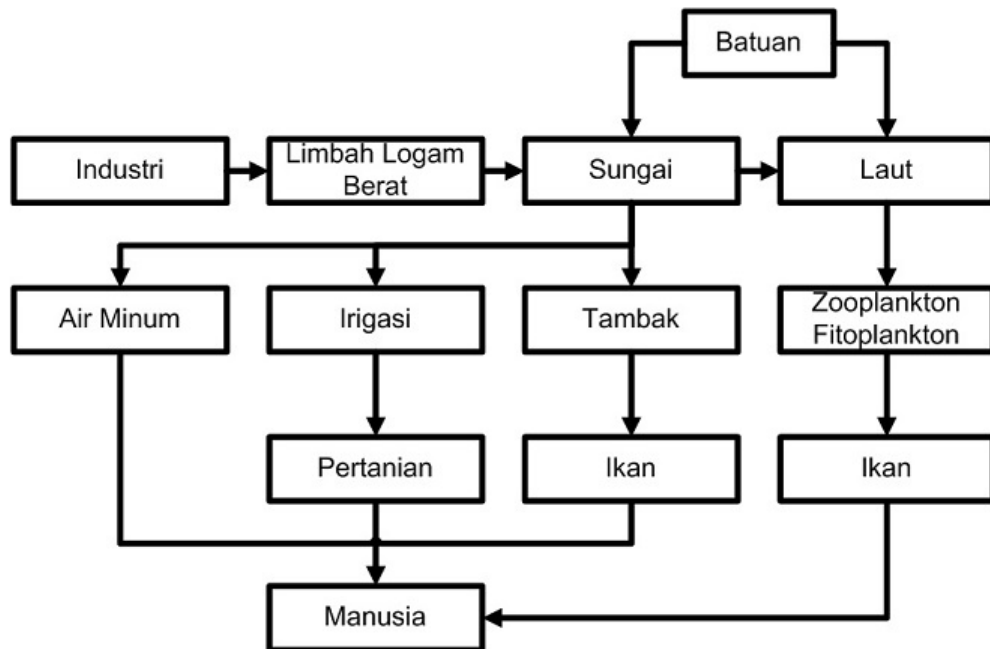 Batuan
Industri
Limbah Logam
Berat
Sungai
Laut
Air Minum
Irigasi
Tambak
Zooplankton
Fitoplankton
Pertanian
Ikan
Ikan
Manusia